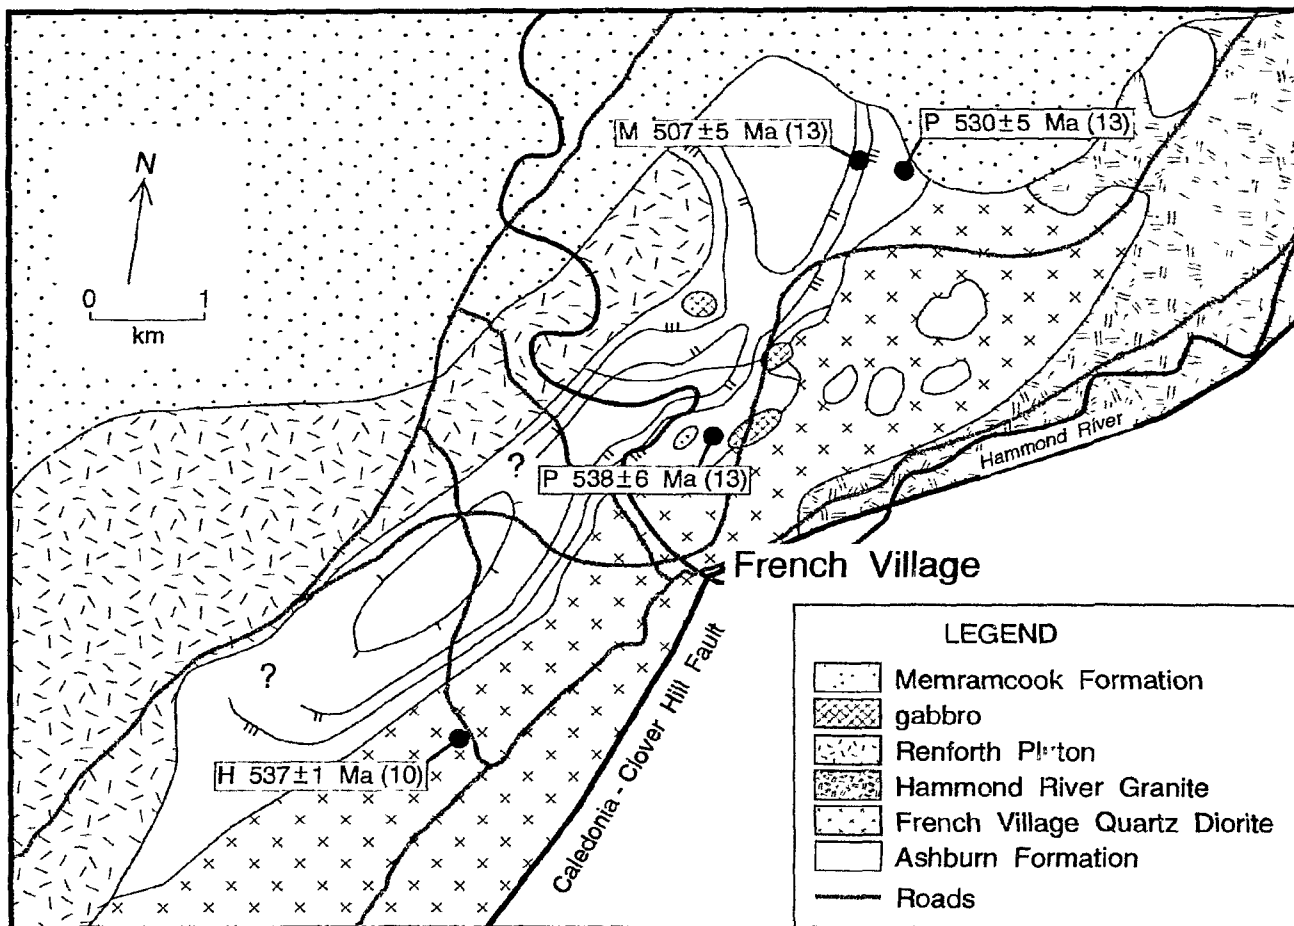 M 507±5 Ma (13)
P 530±5 Ma (13)
N
0 1
km
?
P 538±6 Ma (13)
Hammond River
French Village
?
H 537±1 Ma (10)
Caledonia - Clover Hill Fault
LEGEND
Memramcook Formation
gabbro
Renforth
Hammond River Granite
French Village Quartz Diorite
Ashburn Formation
Roads